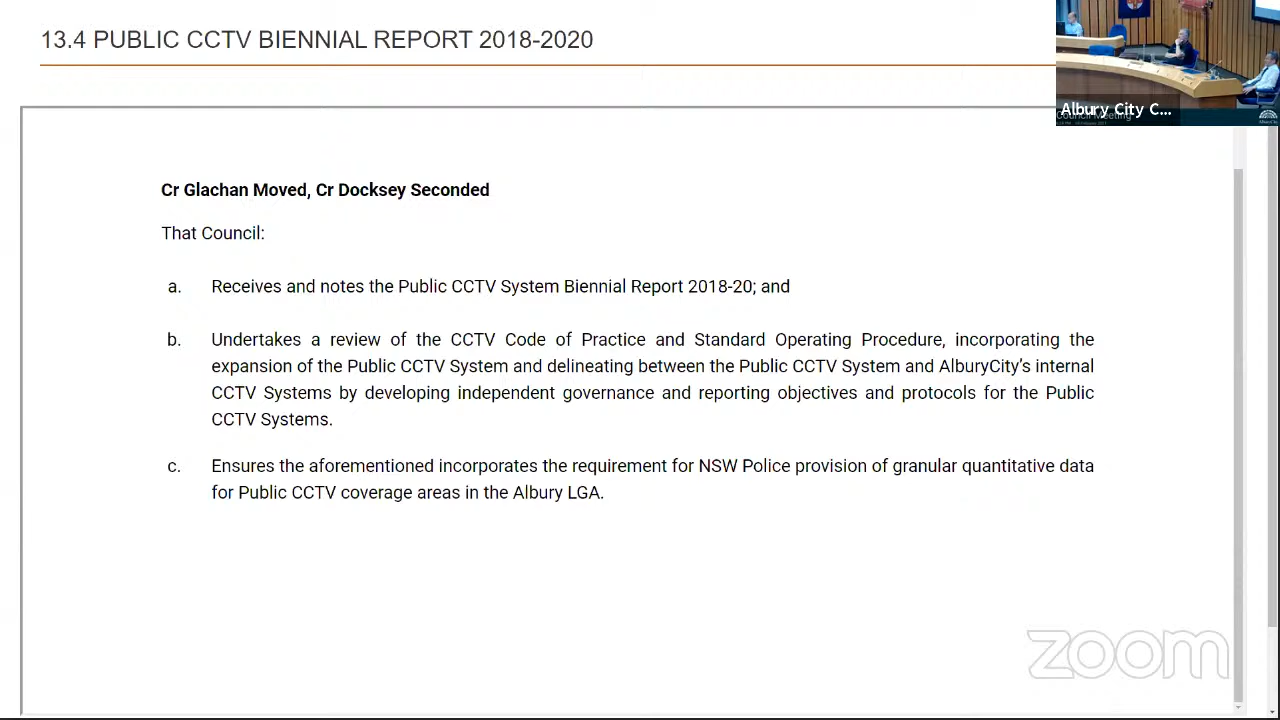 13.4 PUBLIC CCTV BIENNIAL REPORT 2018-2020
Albury City C...
Council Meeting
Cr Glachan Moved, Cr Docksey Seconded
That Council:
a. Receives and notes the Public CCTV System Biennial Report 2018-20; and
b. Undertakes a review of the CCTV Code of Practice and Standard Operating Procedure, incorporating the
expansion of the Public CCTV System and delineating between the Public CCTV System and AlburyCity’s internal
CCTV Systems by developing independent governance and reporting objectives and protocols for the Public
CCTV Systems.
c. Ensures the aforementioned incorporates the requirement for NSW Police provision of granular quantitative data
for Public CCTV coverage areas in the Albury LGA.
zoom